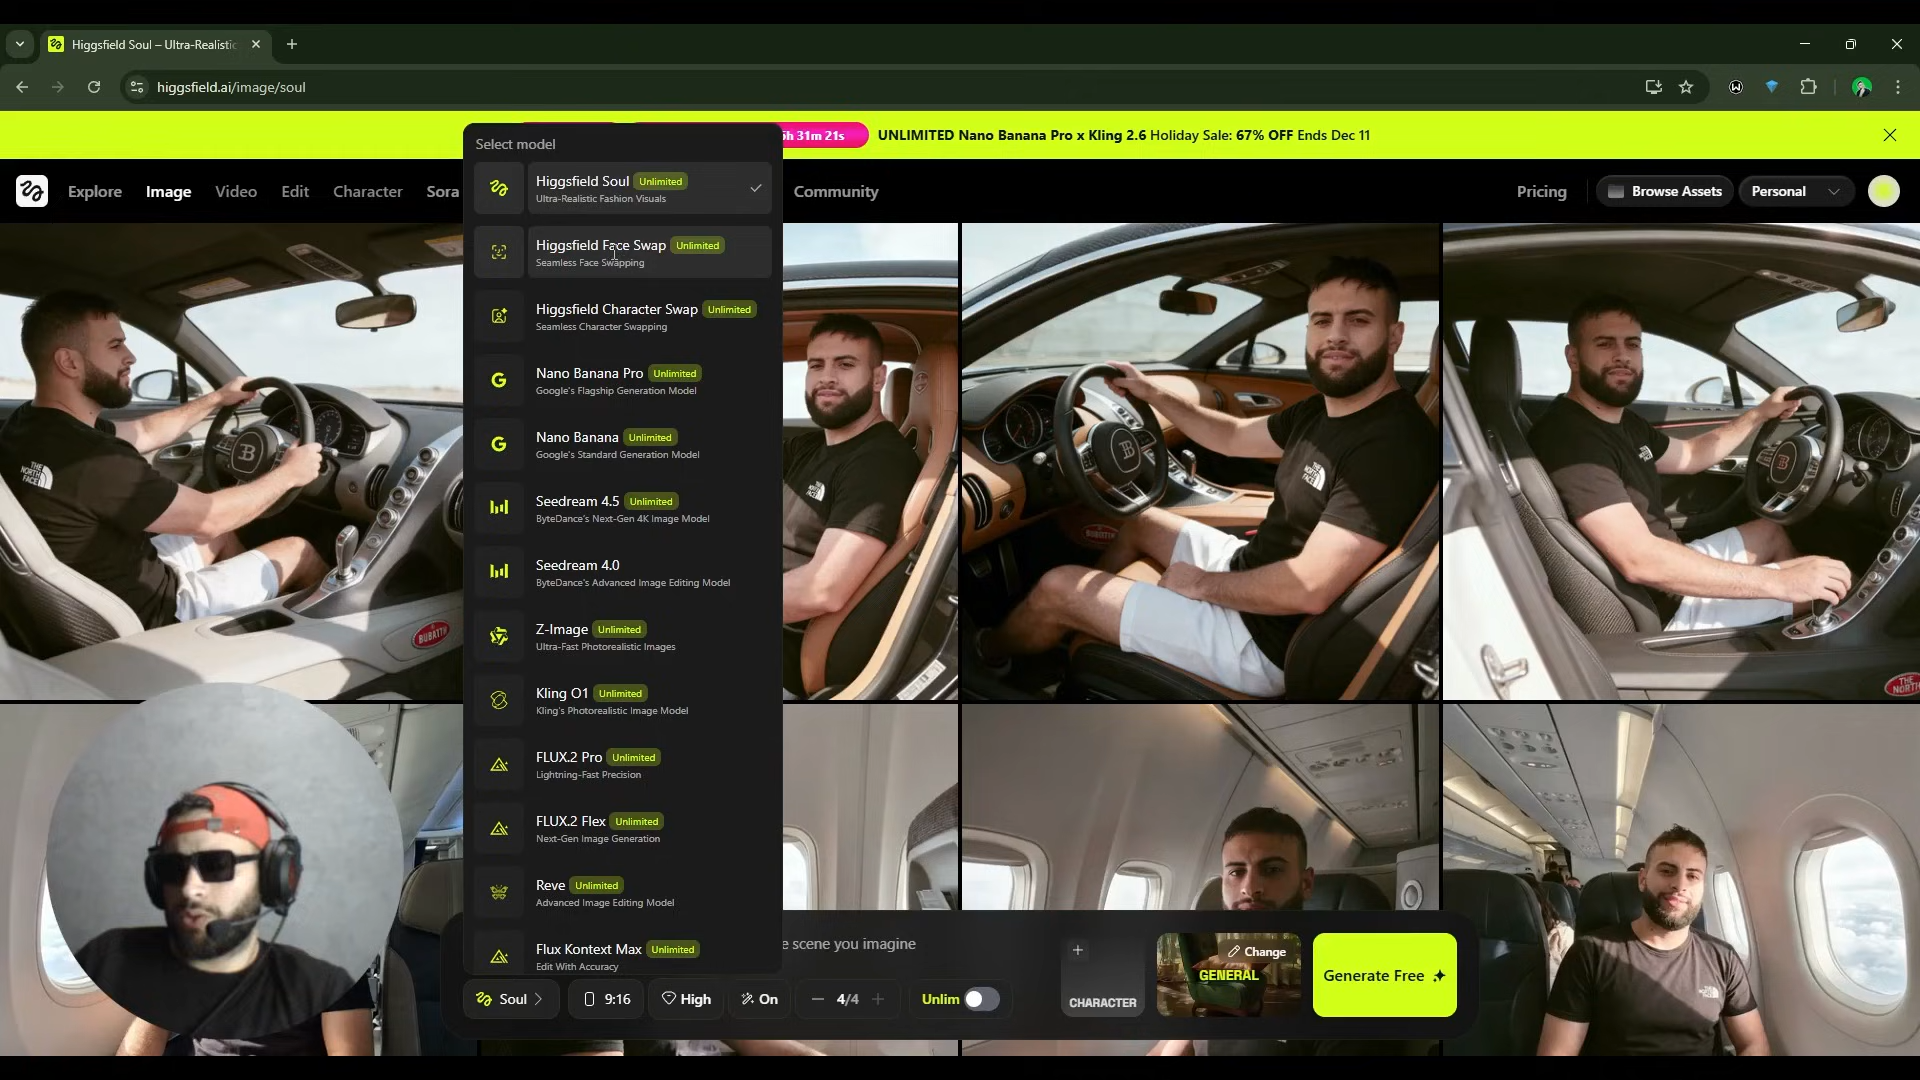 Higgsfield Soul – Ultra-Realistic
higgsfield.ai/image/soul
5h 31m 21s
UNLIMITED Nano Banana Pro x Kling 2.6 Holiday Sale: 67% OFF Ends Dec 11
Explore
Image
Video
Edit
Character
Sora
Community
Pricing
Browse Assets
Personal
Select model
Higgsfield Soul Unlimited
Ultra-Realistic Fashion Visuals
Higgsfield Face Swap Unlimited
Seamless Face Swapping
Higgsfield Character Swap Unlimited
Seamless Character Swapping
Nano Banana Pro Unlimited
Google's Flagship Generation Model
Nano Banana Unlimited
Google's Standard Generation Model
Seedream 4.5 Unlimited
ByteDance's Next-Gen 4K Image Model
Seedream 4.0
ByteDance's Advanced Image Editing Model
Z-Image Unlimited
Ultra-Fast Photorealistic Images
Kling O1 Unlimited
Kling's Photorealistic Image Model
FLUX.2 Pro Unlimited
Lightning-Fast Precision
FLUX.2 Flex Unlimited
Next-Gen Image Generation
Reve Unlimited
Advanced Image Editing Model
Flux Kontext Max Unlimited
Edit With Accuracy
THE NORTH FACE
BUBATTI
THE NORTH
e scene you imagine
Soul
9:16
High
On
4/4
Unlim
CHARACTER
Change
GENERAL
Generate Free